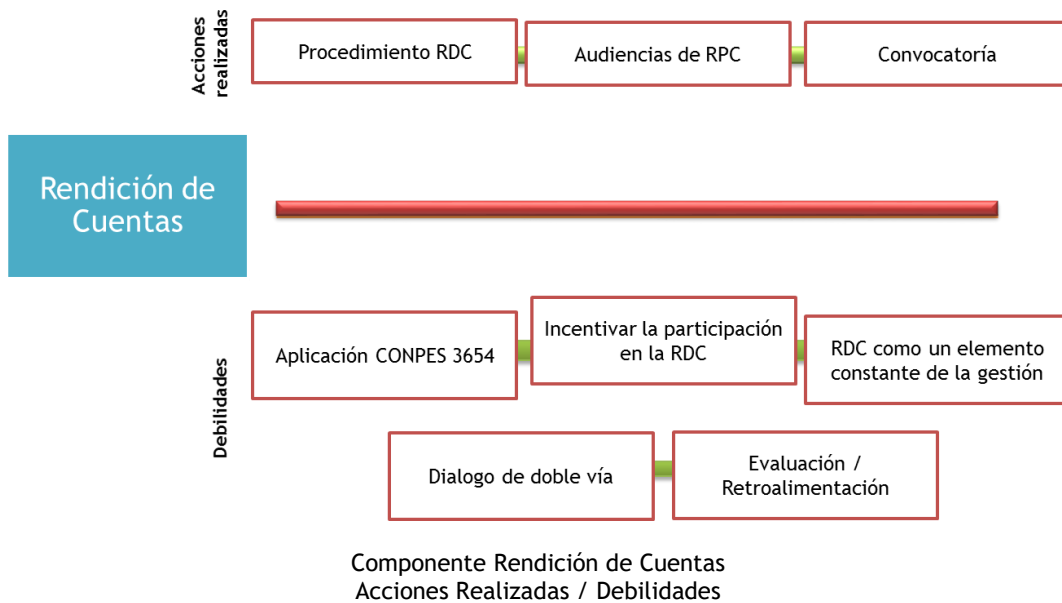 Acciones
realizadas
Procedimiento RDC
Audiencias de RPC
Convocatoría
Rendición de
Cuentas
Debilidades
Aplicación CONPES 3654
Incentivar la participación
en la RDC
RDC como un elemento
constante de la gestión
Dialogo de doble vía
Evaluación /
Retroalimentación
Componente Rendición de Cuentas
Acciones Realizadas / Debilidades